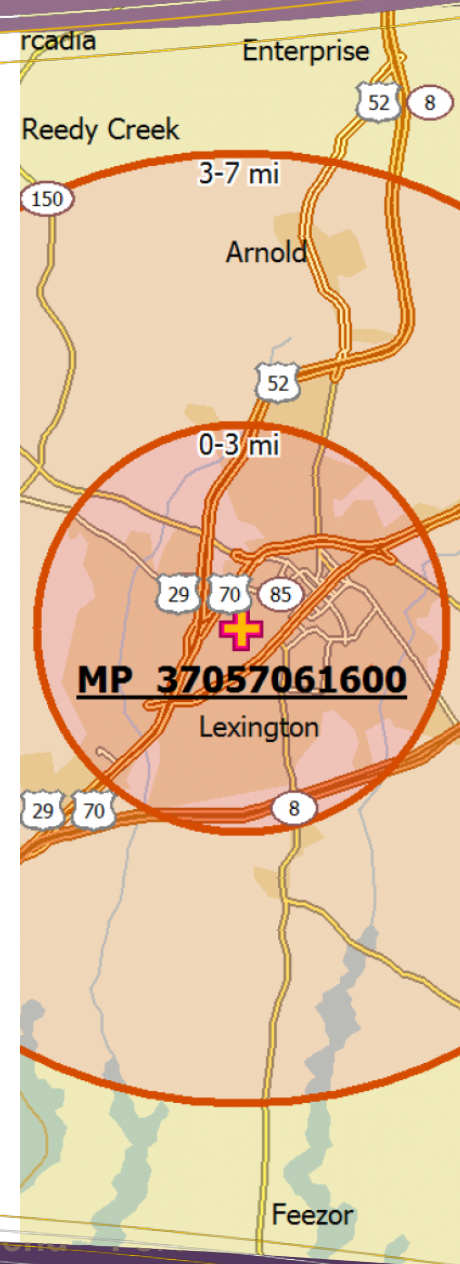 rcadia
Enterprise
52
8
Reedy Creek
3-7 mi
150
Arnold
52
0-3 mi
29
70
85
MP 37057061600
Lexington
29
70
8
Feezor